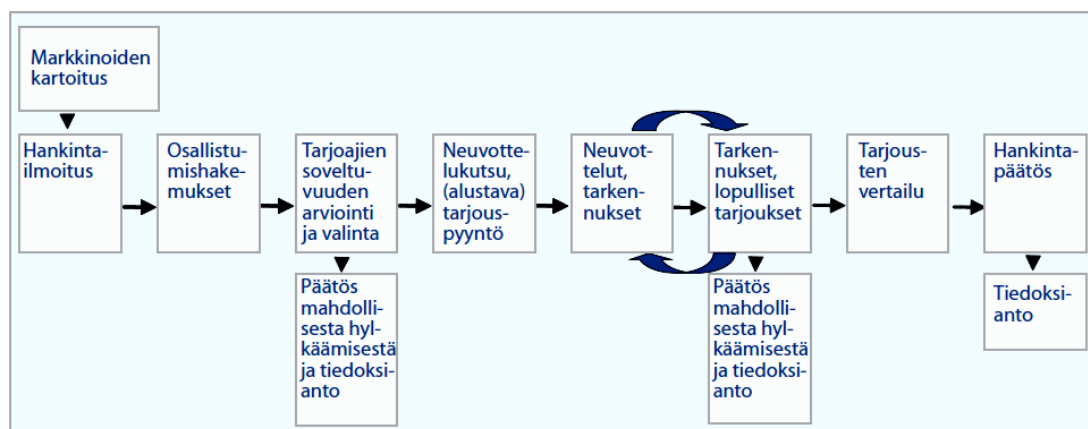 Markkinoiden
kartoitus
Hankinta-
ilmoitus
Osallistu-
mishake-
mukset
Tarjoajien
soveltu-
vuuden
arviointi
ja valinta
Neuvotte-
lukutsu,
(alustava)
tarjous-
pyyntö
Neuvot-
telut,
tarken-
nukset
Tarken-
nukset,
lopulliset
tarjoukset
Tarjous-
ten
vertailu
Hankinta-
päätös
Päätös
mahdolli-
sesta hyl-
käämisestä
ja tiedoksi-
anto
Päätös
mahdolli-
sesta hyl-
käämisestä
ja tiedoksi-
anto
Tiedoksi-
anto